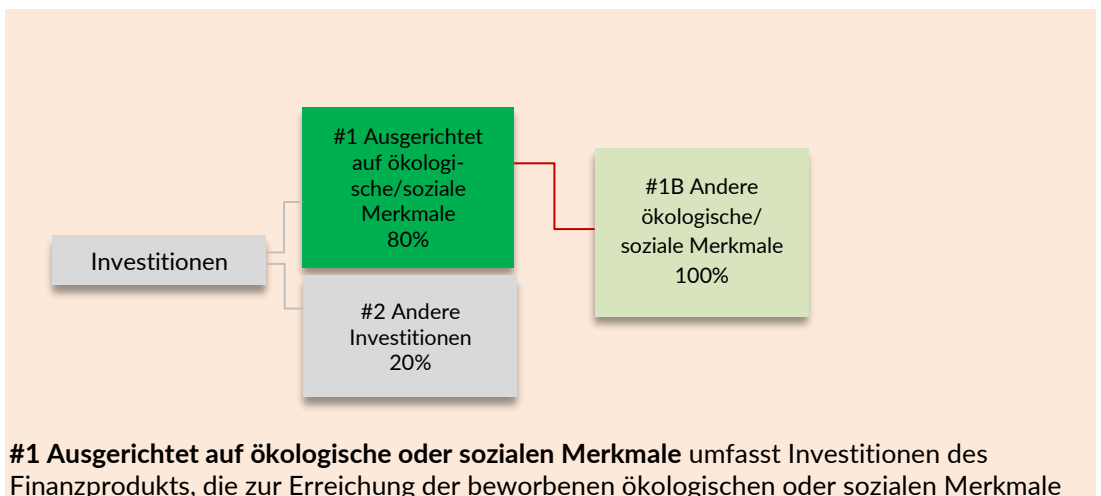 Investitionen
#1 Ausgerichtet
auf ökologi-
sche/soziale
Merkmale
80%
#2 Andere
Investitionen
20%
#1B Andere
ökologische/
soziale Merkmale
100%
#1 Ausgerichtet auf ökologische oder sozialen Merkmale umfasst Investitionen des
Finanzprodukts, die zur Erreichung der beworbenen ökologischen oder sozialen Merkmale